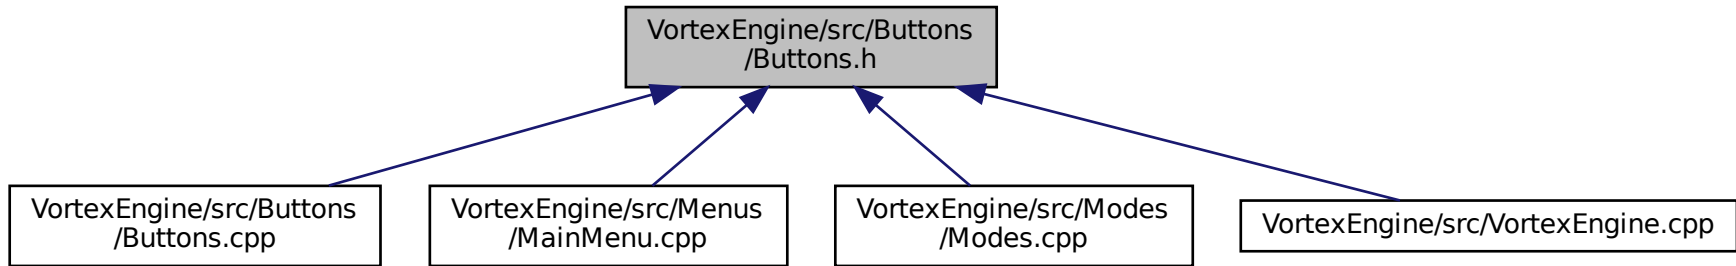 VortexEngine/src/Buttons
/Buttons.h
VortexEngine/src/Buttons
/Buttons.cpp
VortexEngine/src/Menus
/MainMenu.cpp
VortexEngine/src/Modes
/Modes.cpp
VortexEngine/src/VortexEngine.cpp